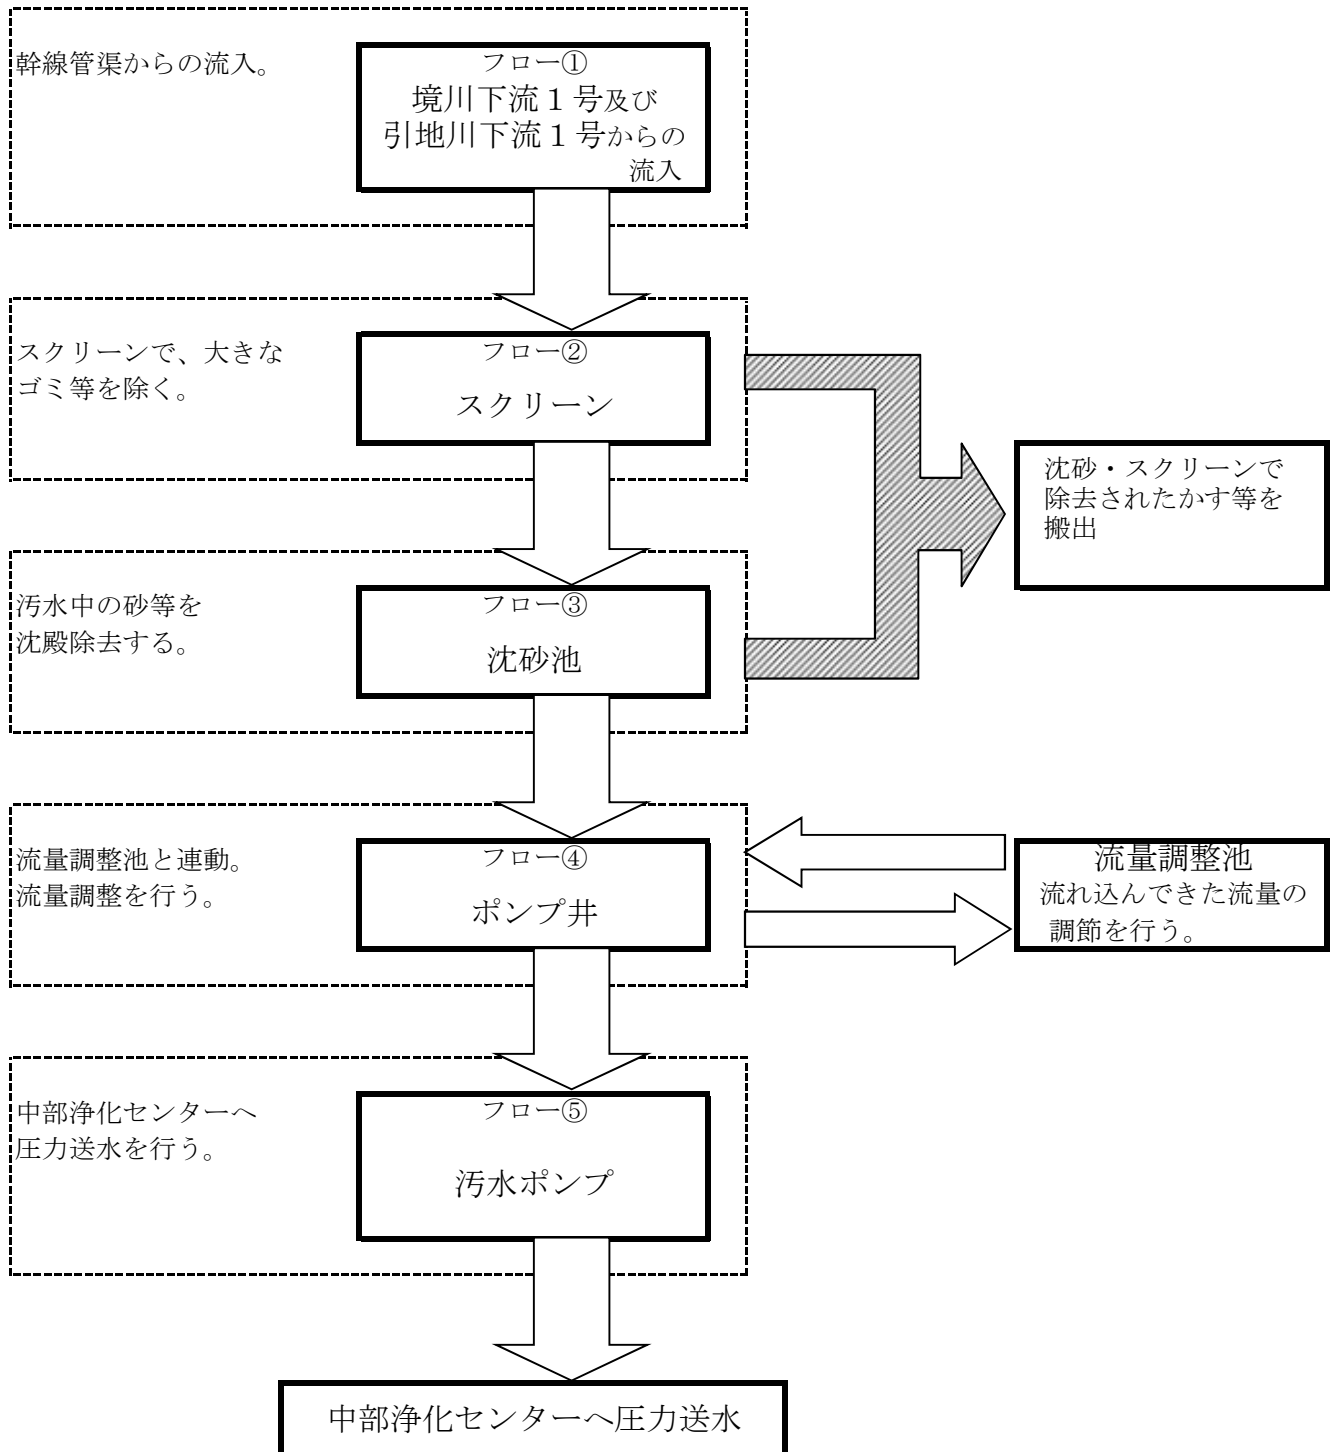 幹線管渠からの流入。
フロー①
境川下流１号及び
引地川下流１号からの
流入
スクリーンで、大きな
ゴミ等を除く。
フロー②
スクリーン
沈砂・スクリーンで
除去されたかす等を
搬出
汚水中の砂等を
沈殿除去する。
フロー③
沈砂池
流量調整池と連動。
流量調整を行う。
フロー④
ポンプ井
流量調整池
流れ込んできた流量の
調節を行う。
中部浄化センターへ
圧力送水を行う。
フロー⑤
汚水ポンプ
中部浄化センターへ圧力送水